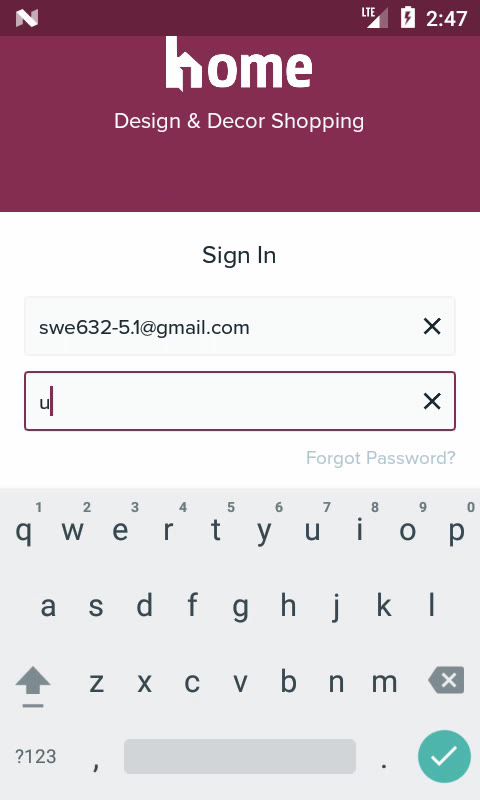 LTE 2:47
home
Design & Decor Shopping
Sign In
swe632-5.1@gmail.com
u
Forgot Password?
1 2 3 4 5 6 7 8 9 0
q w e r t y u i o p
a s d f g h j k l
z x c v b n m
?123 , .